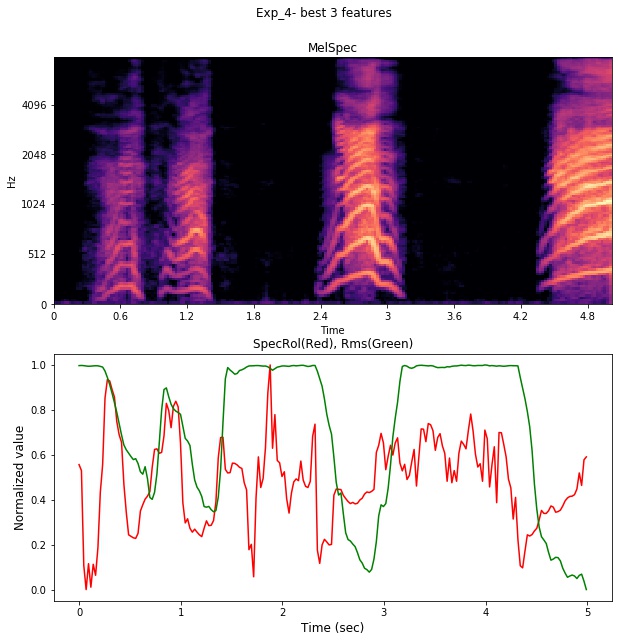 Exp_4- best 3 features
MelSpec
4096
2048
1024
512
0
Hz
0 0.6 1.2 1.8 2.4 3 3.6 4.2 4.8
Time
SpecRol(Red), Rms(Green)
1.0
0.8
0.6
0.4
0.2
0.0
Normalized value
0 1 2 3 4 5
Time (sec)